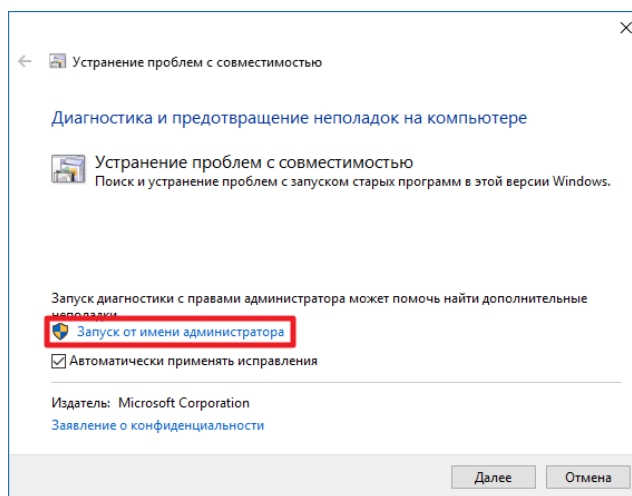 Устранение проблем с совместимостью
Диагностика и предотвращение неполадок на компьютере
Устранение проблем с совместимостью
Поиск и устранение проблем с запуском старых программ в этой версии Windows.
Запуск диагностики с правами администратора может помочь найти дополнительные
неполадки.
Запуск от имени администратора
Автоматически применять исправления
Издатель: Microsoft Corporation
Заявление о конфиденциальности
Далее
Отмена